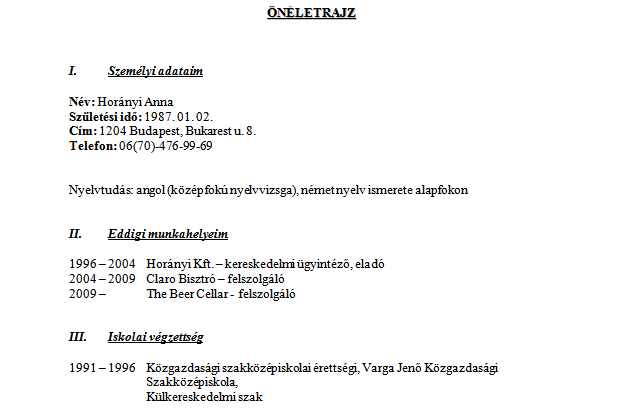 ÖNÉLETRAJZ
I. Személyi adataim
Név: Horányi Anna
Születési idő: 1987. 01. 02.
Cím: 1204 Budapest, Bukarest u. 8.
Telefon: 06(70)-476-99-69
Nyelvtudás: angol (középfokú nyelvvizsga), német nyelv ismerete alapfokon
II. Eddigi munkahelyeim
1996 – 2004 Horányi Kft. – kereskedelmi ügyintéző, eladó
2004 – 2009 Claro Bisztró – felszolgáló
2009 – The Beer Cellar - felszolgáló
III. Iskolai végzettség
1991 – 1996 Közgazdasági szakközépiskolai érettségi, Varga Jenő Közgazdasági
Szakközépiskola,
Külkereskedelmi szak